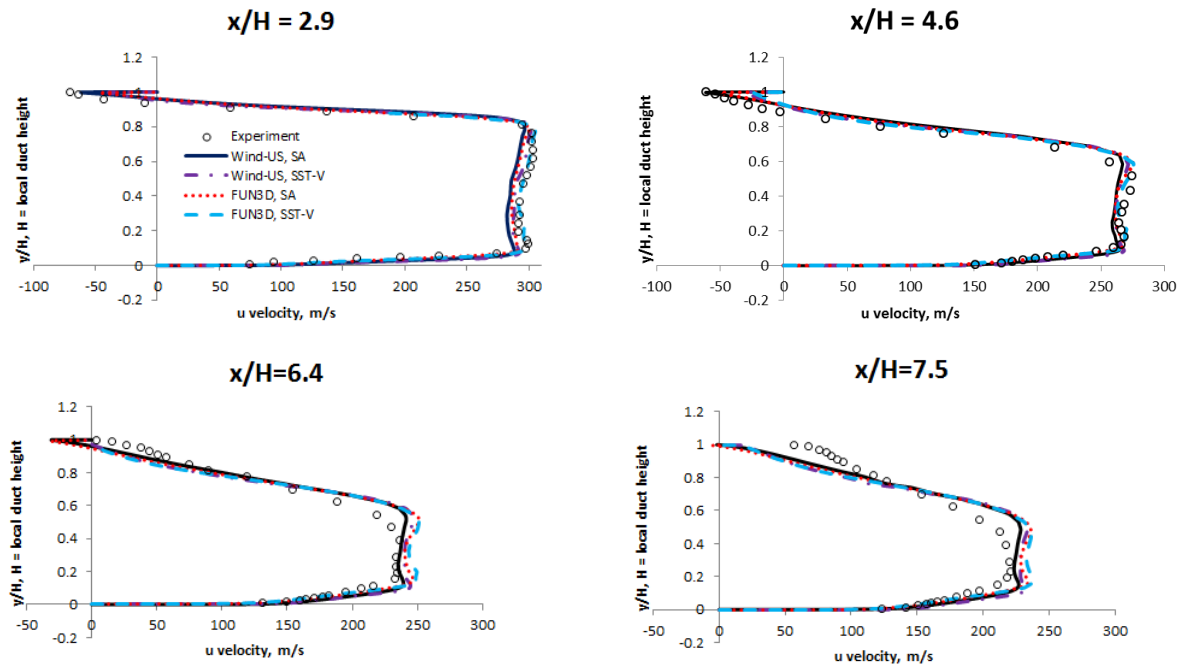 x/H = 2.9
1.2
1
0.8
0.6
0.4
0.2
0
-0.2
y/H, H = local duct height
Experiment
Wind-US, SA
Wind-US, SST-V
FUN3D, SA
FUN3D, SST-V
-100 -50 0 50 100 150 200 250 300
u velocity, m/s
x/H = 4.6
1.2
1
0.8
0.6
0.4
0.2
0
-0.2
y/H, H = local duct height
-100 -50 0 50 100 150 200 250 300
u velocity, m/s
x/H=6.4
1.2
1
0.8
0.6
0.4
0.2
0
-0.2
y/H, H = local duct height
-50 0 50 100 150 200 250 300
u velocity, m/s
x/H=7.5
1.2
1
0.8
0.6
0.4
0.2
0
-0.2
y/H, H = local duct height
-50 0 50 100 150 200 250 300
u velocity, m/s